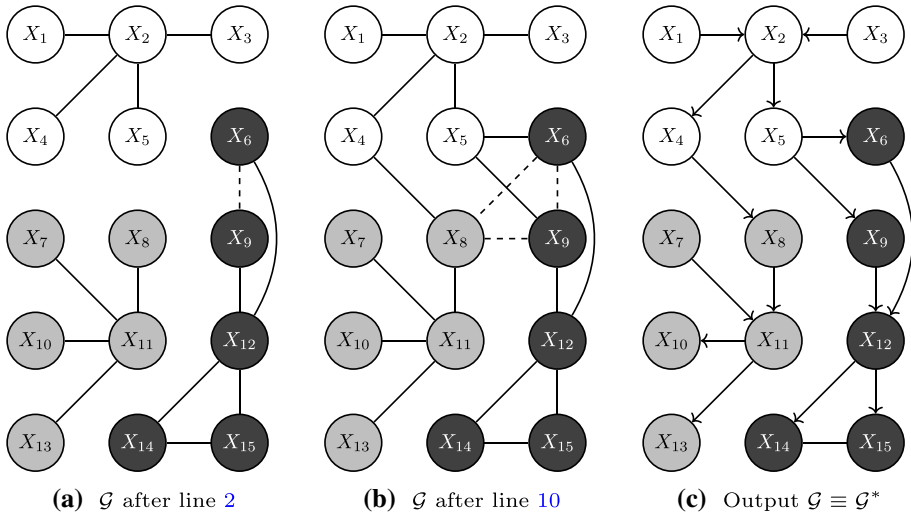 X₁ X₂ X₃ X₁ X₂ X₃ X₁ X₂ X₃
X₄ X₅ X₆ X₄ X₅ X₆ X₄ X₅ X₆
X₇ X₈ X₉ X₇ X₈ X₉ X₇ X₈ X₉
X₁₀ X₁₁ X₁₂ X₁₀ X₁₁ X₁₂ X₁₀ X₁₁ X₁₂
X₁₃ X₁₄ X₁₅ X₁₃ X₁₄ X₁₅ X₁₃ X₁₄ X₁₅
(a) 𝒢 after line 2 (b) 𝒢 after line 10 (c) Output 𝒢 ≡ 𝒢*